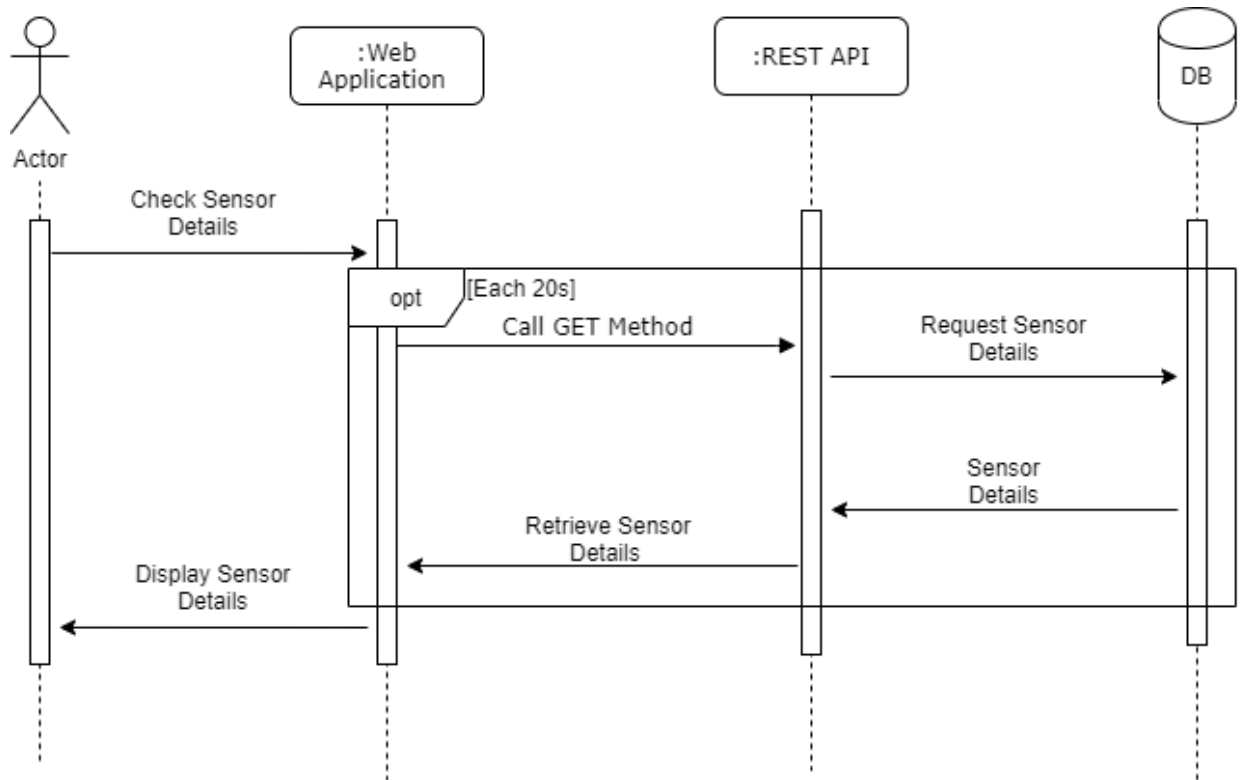 :Web
Application
:REST API
DB
Actor
Check Sensor
Details
opt
[Each 20s]
Call GET Method
Request Sensor
Details
Sensor
Details
Retrieve Sensor
Details
Display Sensor
Details